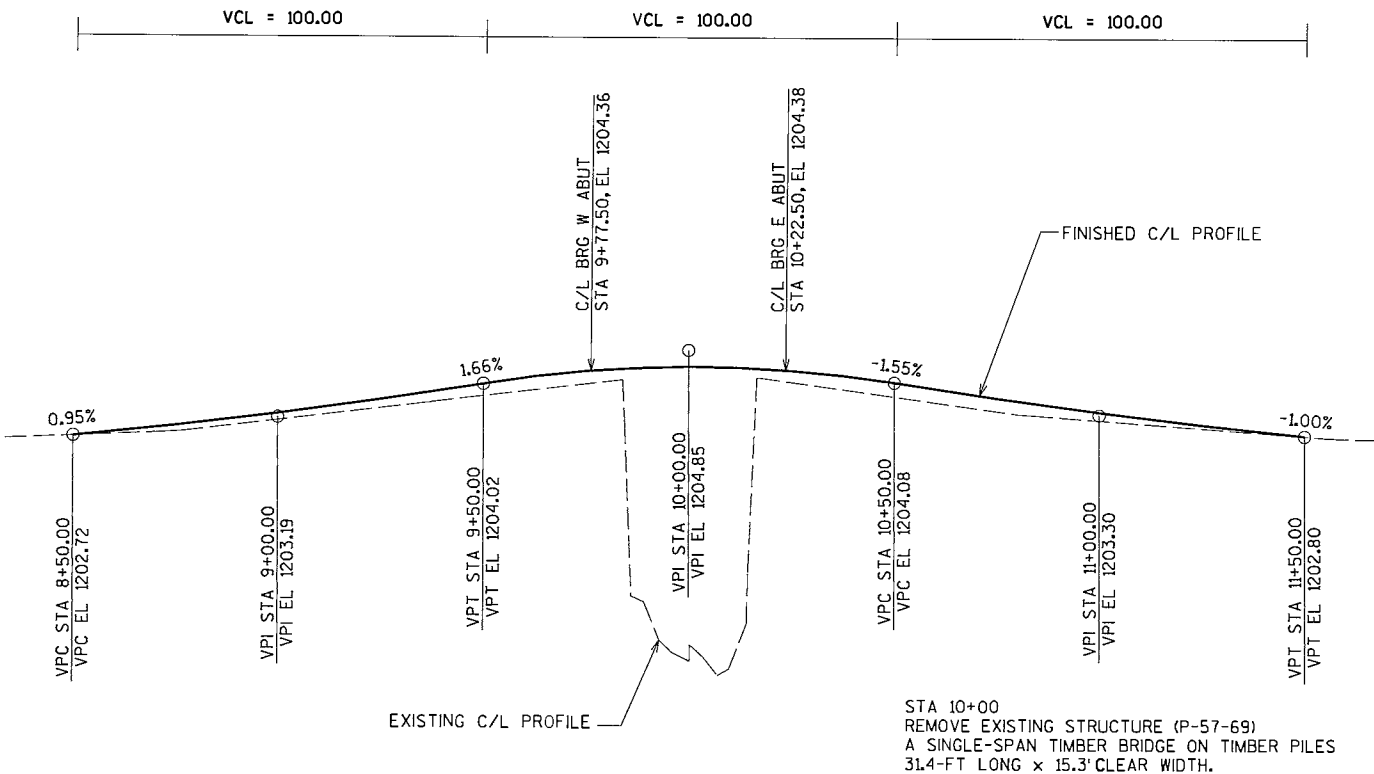 VCL = 100.00
VCL = 100.00
VCL = 100.00
C/L BRG W ABUT
STA 9+77.50, EL 1204.36
C/L BRG E ABUT
STA 10+22.50, EL 1204.38
FINISHED C/L PROFILE
0.95%
1.66%
-1.55%
-1.00%
VPC STA 8+50.00
VPC EL 1202.72
VPI STA 9+00.00
VPI EL 1203.19
VPT STA 9+50.00
VPT EL 1204.02
VPI STA 10+00.00
VPI EL 1204.85
VPC STA 10+50.00
VPC EL 1204.08
VPI STA 11+00.00
VPI EL 1203.30
VPT STA 11+50.00
VPT EL 1202.80
EXISTING C/L PROFILE
STA 10+00
REMOVE EXISTING STRUCTURE (P-57-69)
A SINGLE-SPAN TIMBER BRIDGE ON TIMBER PILES
31.4-FT LONG x 15.3' CLEAR WIDTH.